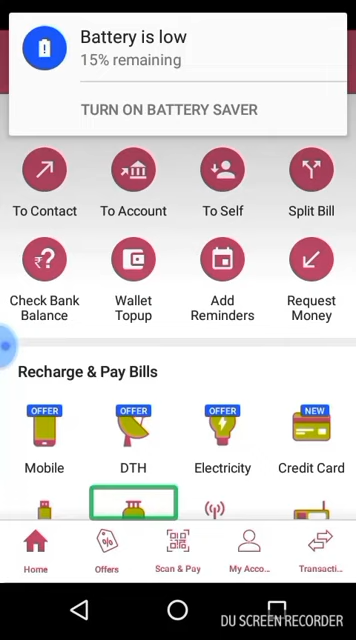 Battery is low
15% remaining
TURN ON BATTERY SAVER
To Contact
To Account
To Self
Split Bill
₹?
Check Bank Balance
Wallet Topup
Add Reminders
Request Money
Recharge & Pay Bills
OFFER
OFFER
OFFER
NEW
Mobile
DTH
Electricity
Credit Card
%
Home
Offers
Scan & Pay
My Acco...
Transacti...
DU SCREEN RECORDER